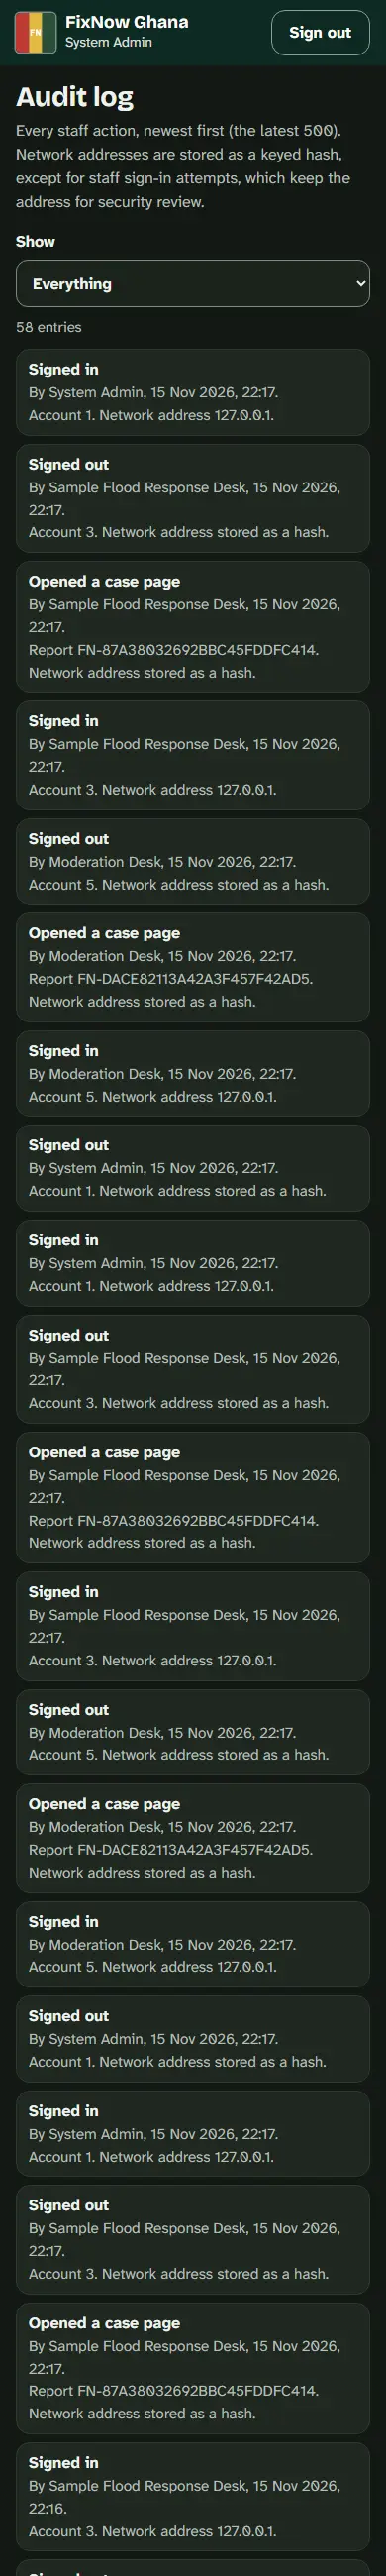 FN
FixNow Ghana
System Admin
Sign out
Audit log
Every staff action, newest first (the latest 500).
Network addresses are stored as a keyed hash,
except for staff sign-in attempts, which keep the
address for security review.
Show
Everything
58 entries
Signed in
By System Admin, 15 Nov 2026, 22:17.
Account 1. Network address 127.0.0.1.
Signed out
By Sample Flood Response Desk, 15 Nov 2026,
22:17.
Account 3. Network address stored as a hash.
Opened a case page
By Sample Flood Response Desk, 15 Nov 2026,
22:17.
Report FN-87A38032692BBC45FDDFC414.
Network address stored as a hash.
Signed in
By Sample Flood Response Desk, 15 Nov 2026,
22:17.
Account 3. Network address 127.0.0.1.
Signed out
By Moderation Desk, 15 Nov 2026, 22:17.
Account 5. Network address stored as a hash.
Opened a case page
By Moderation Desk, 15 Nov 2026, 22:17.
Report FN-DACE82113A42A3F457F42AD5.
Network address stored as a hash.
Signed in
By Moderation Desk, 15 Nov 2026, 22:17.
Account 5. Network address 127.0.0.1.
Signed out
By System Admin, 15 Nov 2026, 22:17.
Account 1. Network address stored as a hash.
Signed in
By System Admin, 15 Nov 2026, 22:17.
Account 1. Network address 127.0.0.1.
Signed out
By Sample Flood Response Desk, 15 Nov 2026,
22:17.
Account 3. Network address stored as a hash.
Opened a case page
By Sample Flood Response Desk, 15 Nov 2026,
22:17.
Report FN-87A38032692BBC45FDDFC414.
Network address stored as a hash.
Signed in
By Sample Flood Response Desk, 15 Nov 2026,
22:17.
Account 3. Network address 127.0.0.1.
Signed out
By Moderation Desk, 15 Nov 2026, 22:17.
Account 5. Network address stored as a hash.
Opened a case page
By Moderation Desk, 15 Nov 2026, 22:17.
Report FN-DACE82113A42A3F457F42AD5.
Network address stored as a hash.
Signed in
By Moderation Desk, 15 Nov 2026, 22:17.
Account 5. Network address 127.0.0.1.
Signed out
By System Admin, 15 Nov 2026, 22:17.
Account 1. Network address stored as a hash.
Signed in
By System Admin, 15 Nov 2026, 22:17.
Account 1. Network address 127.0.0.1.
Signed out
By Sample Flood Response Desk, 15 Nov 2026,
22:17.
Account 3. Network address stored as a hash.
Opened a case page
By Sample Flood Response Desk, 15 Nov 2026,
22:17.
Report FN-87A38032692BBC45FDDFC414.
Network address stored as a hash.
Signed in
By Sample Flood Response Desk, 15 Nov 2026,
22:16.
Account 3. Network address 127.0.0.1.